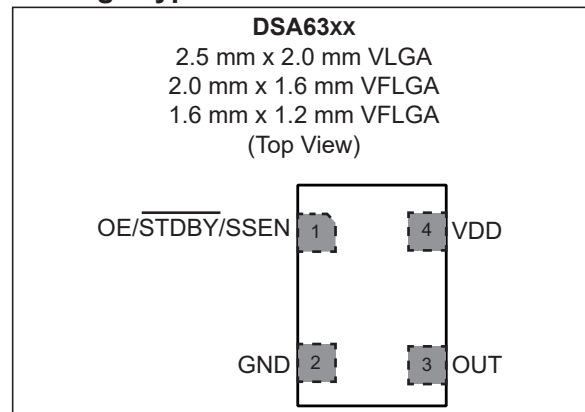 DSA63xx
2.5 mm x 2.0 mm VLGA
2.0 mm x 1.6 mm VFLGA
1.6 mm x 1.2 mm VFLGA
(Top View)
OE/STDBY/SSEN 1 4 VDD
GND 2 3 OUT